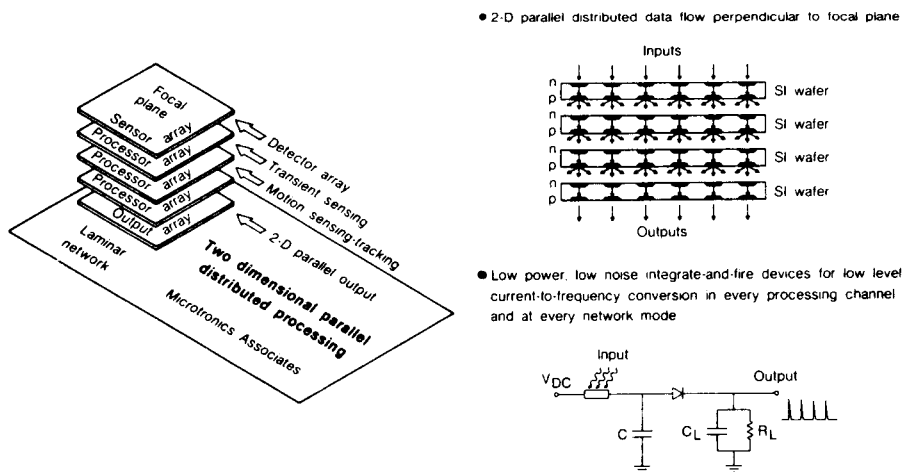 Focal
plane
Sensor array
Processor array
Processor array
Processor array
Output array
Laminar
network
Detector array
Transient sensing
Motion sensing-tracking
2-D parallel output
Two dimensional parallel
distributed processing
Microtronics Associates
● 2-D parallel distributed data flow perpendicular to focal plane
Inputs
n
p
SI wafer
n
p
SI wafer
n
p
SI wafer
n
p
SI wafer
Outputs
● Low power, low noise integrate-and-fire devices for low level
current-to-frequency conversion in every processing channel
and at every network mode
Input
VDC
Output
C
CL
RL